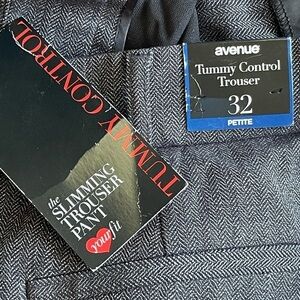 avenue
Tummy Control
Trouser
32
PETITE
TUMMY CONTROL
the
SLIMMING
TROUSER
PANT
your fit